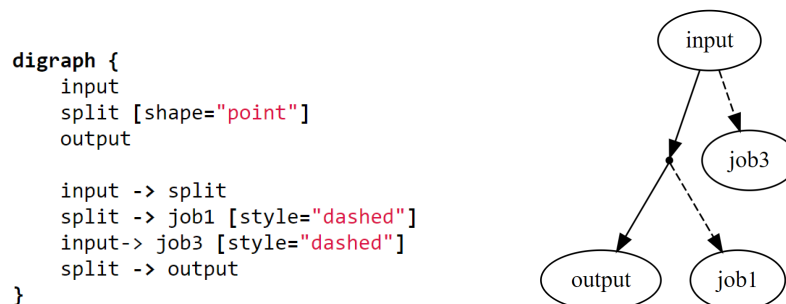 digraph {
    input
    split [shape="point"]
    output

    input -> split
    split -> job1 [style="dashed"]
    input-> job3 [style="dashed"]
    split -> output
}
input
job3
output
job1